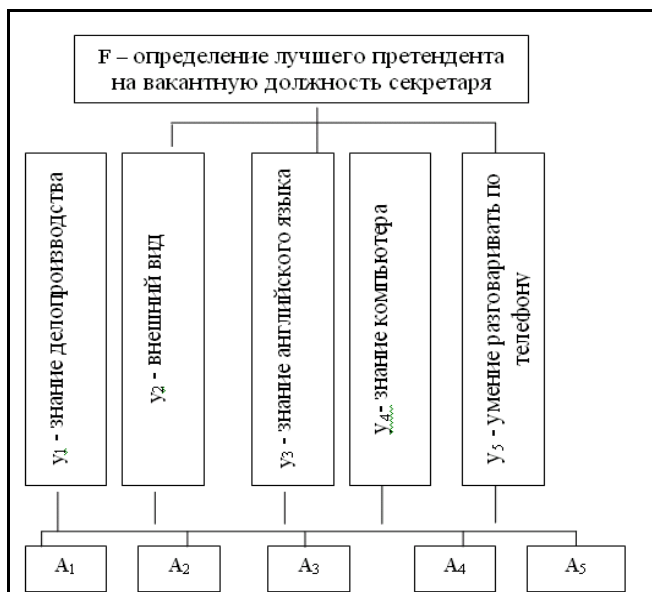 F – определение лучшего претендента
на вакантную должность секретаря
y₁ - знание делопроизводства
y₂ - внешний вид
y₃ - знание английского языка
y₄- знание компьютера
y₅ - умение разговаривать по
телефону
A₁
A₂
A₃
A₄
A₅